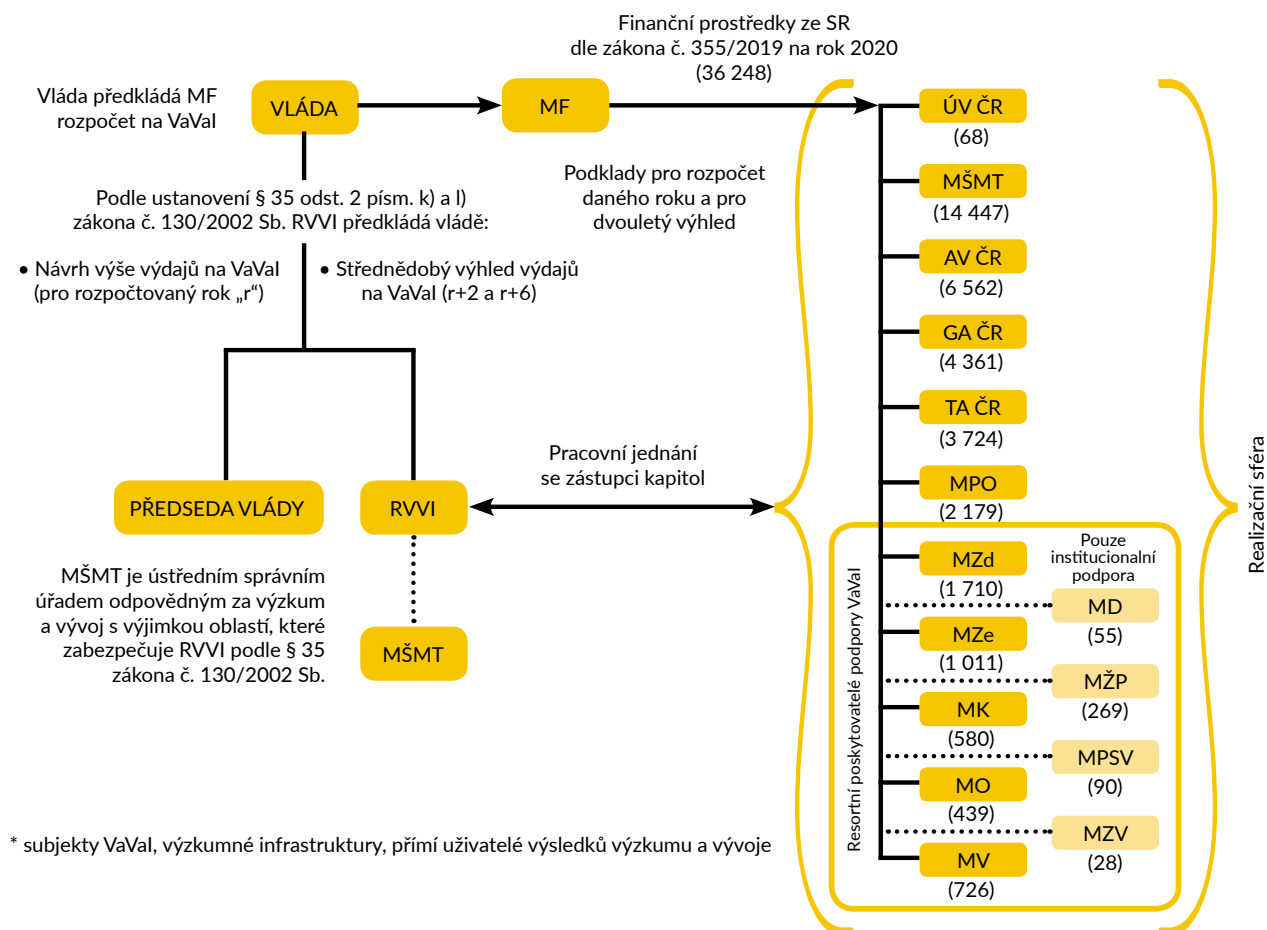 Finanční prostředky ze SR
dle zákona č. 355/2019 na rok 2020
(36 248)
Vláda předkládá MF
rozpočet na VaVaI
VLÁDA
MF
Podklady pro rozpočet
daného roku a pro
dvouletý výhled
Podle ustanovení § 35 odst. 2 písm. k) a l)
zákona č. 130/2002 Sb. RVVI předkládá vládě:
• Návrh výše výdajů na VaVaI
(pro rozpočtovaný rok „r“)
• Střednědobý výhled výdajů
na VaVaI (r+2 a r+6)
PŘEDSEDA VLÁDY
RVVI
Pracovní jednání
se zástupci kapitol
MŠMT je ústředním správním
úřadem odpovědným za výzkum
a vývoj s výjimkou oblastí, které
zabezpečuje RVVI podle § 35
zákona č. 130/2002 Sb.
MŠMT
ÚV ČR
(68)
MŠMT
(14 447)
AV ČR
(6 562)
GA ČR
(4 361)
TA ČR
(3 724)
MPO
(2 179)
Resortní poskytovatelé podpory VaVaI
MZd
(1 710)
MZe
(1 011)
MK
(580)
MO
(439)
MV
(726)
Pouze
institucionalní
podpora
MD
(55)
MŽP
(269)
MPSV
(90)
MZV
(28)
Realizační sféra
* subjekty VaVaI, výzkumné infrastruktury, přímí uživatelé výsledků výzkumu a vývoje